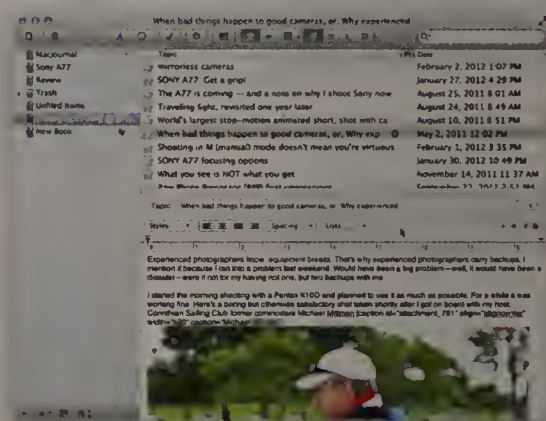 When bad things happen to good cameras, or, Why experienced
MacJournal
Sony A77
Review
Trash
Unfiled Items
New Book
Topic
Date
mirrorless cameras
February 2, 2012 1:07 PM
SONY A77: Get a grip!
January 27, 2012 4:29 PM
The A77 is coming — and a note on why I shoot Sony now
August 25, 2011 8:01 AM
Traveling light, revisited one year later
August 24, 2011 8:49 AM
World's largest stop-motion animated short, shot with ca
August 10, 2011 8:51 PM
When bad things happen to good cameras, or, Why exp
May 2, 2011 12:02 PM
Shooting in M (manual) mode doesn't mean you're virtuous
February 1, 2012 3:35 PM
SONY A77 focusing options
January 30, 2012 10:49 PM
What you see is NOT what you get
November 14, 2011 11:37 AM
Topic: When bad things happen to good cameras, or, Why experienced
Styles
Spacing
Lists
Experienced photographers know: equipment breaks. That's why experienced photographers carry backups. I
mention it because I ran into a problem last weekend. Would have been a big problem – well, it would have been a
disaster – were it not for my having not one, but two backups with me.
I started the morning shooting with a Pentax K10D and planned to use it as much as possible. For a while it was
working fine. Here's a boring but otherwise satisfactory shot taken shortly after I got on board with my host,
Corinthian Sailing Club former commodore Michael [caption id="attachment_781" align="aligncenter"
caption="Michael